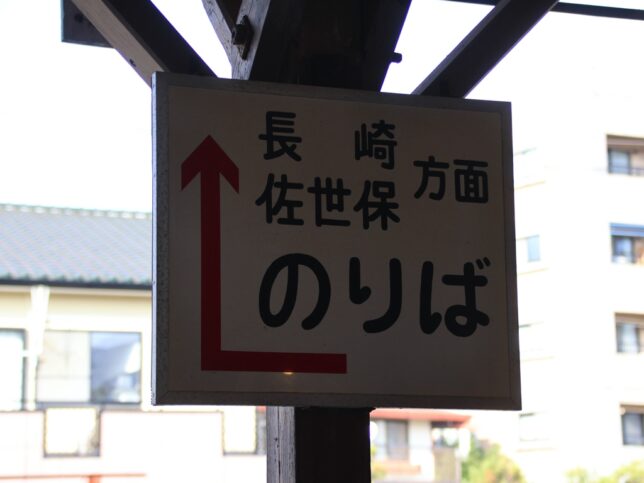 長崎
佐世保 方面
のりば